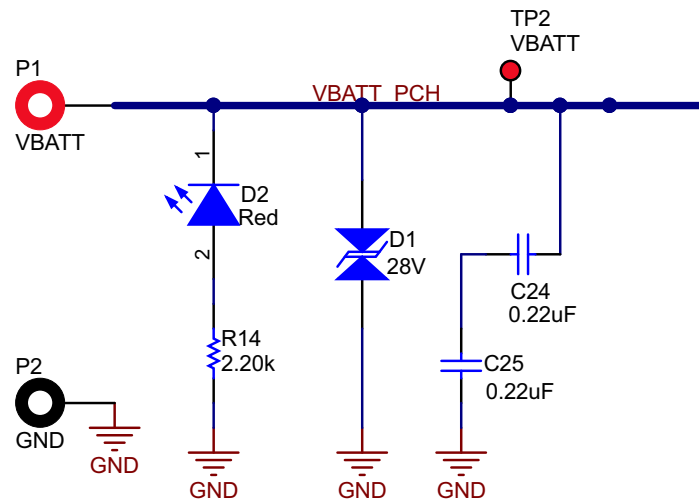 TP2
VBATT
P1
VBATT_PCH
VBATT
1
D2
Red
2
D1
28V
C24
0.22uF
R14
2.20k
C25
0.22uF
P2
GND
GND
GND
GND
GND